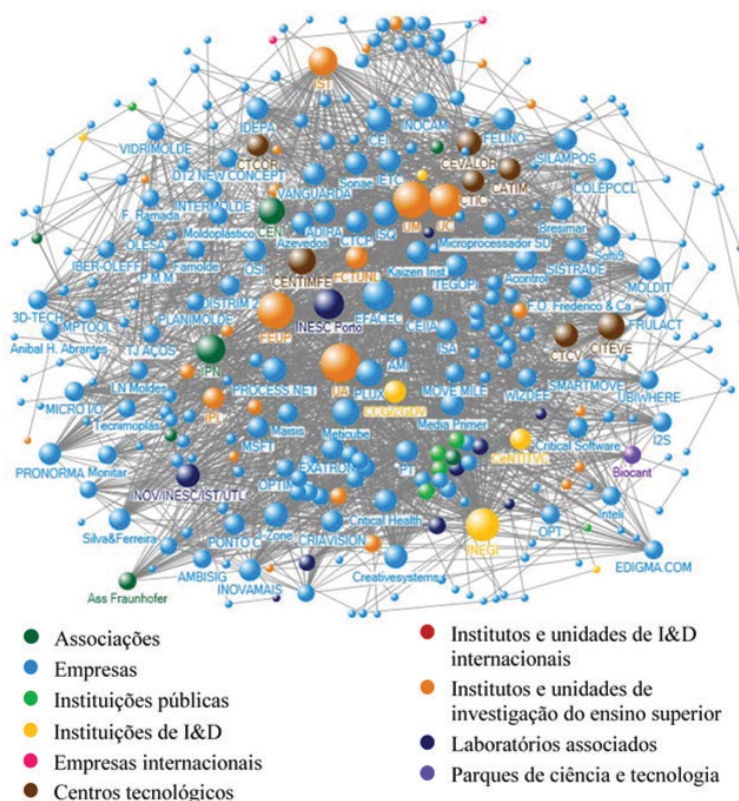 IST
IDEPA
CEI
INOCAM
FELINO
VIDRIMOLDE
CTCOR
CEVALOR
SILAMPOS
DT2 NEW CONCEPT
Sonae
IETC
CATIM
COLEPCCL
VANGUARDA
CTIC
F. Ramada
INTERMOLDE
UM
UC
Moldoplástico
CENI
ADIRA
CTCP
ISQ
Microprocessador SD
Bresimar
OLESA
Azevedos
Soft9
IBER-OLEFF
Famolde
OSI
CENTIMFE
FCTUNL
Kaizen Inst
Acontrol
SISTRADE
P.M.M
TEGOPI
MOLDIT
DISTRIM 2
F.O. Frederico & Ca
3D-TECH
MPTOOL
PLANIMOLDE
FEUP
INESC Porto
EFACEC
CEIIA
FRULACT
Anibal H. Abrantes
TJ AÇOS
IPN
ISA
CTCV
CITEVE
AMI
LN Moldes
PROCESS.NET
UA
PLUX
MOVE MILE
WIZDEE
SMARTMOVE
UBIWHERE
MICRO I/O
IPL
CCG/ZGDV
Tecnimoplás
Maisis
Meticube
Media Primer
MSFT
CANTITVC
Critical Software
I2S
PRONORMA
Monitar
EXATRON
PT
Biocant
INOV/INESC/IST/UTL
OPTIM
Critical Health
Inteli
Silva&Ferreira
PONTO C
I-Zone
CRIAVISION
INEGI
OPT
AMBISIG
Creativesystems
EDIGMA.COM
Ass Fraunhofer
INOVAMAIS
Associações
Empresas
Instituições públicas
Instituições de I&D
Empresas internacionais
Centros tecnológicos
Institutos e unidades de I&D
internacionais
Institutos e unidades de
investigação do ensino superior
Laboratórios associados
Parques de ciência e tecnologia